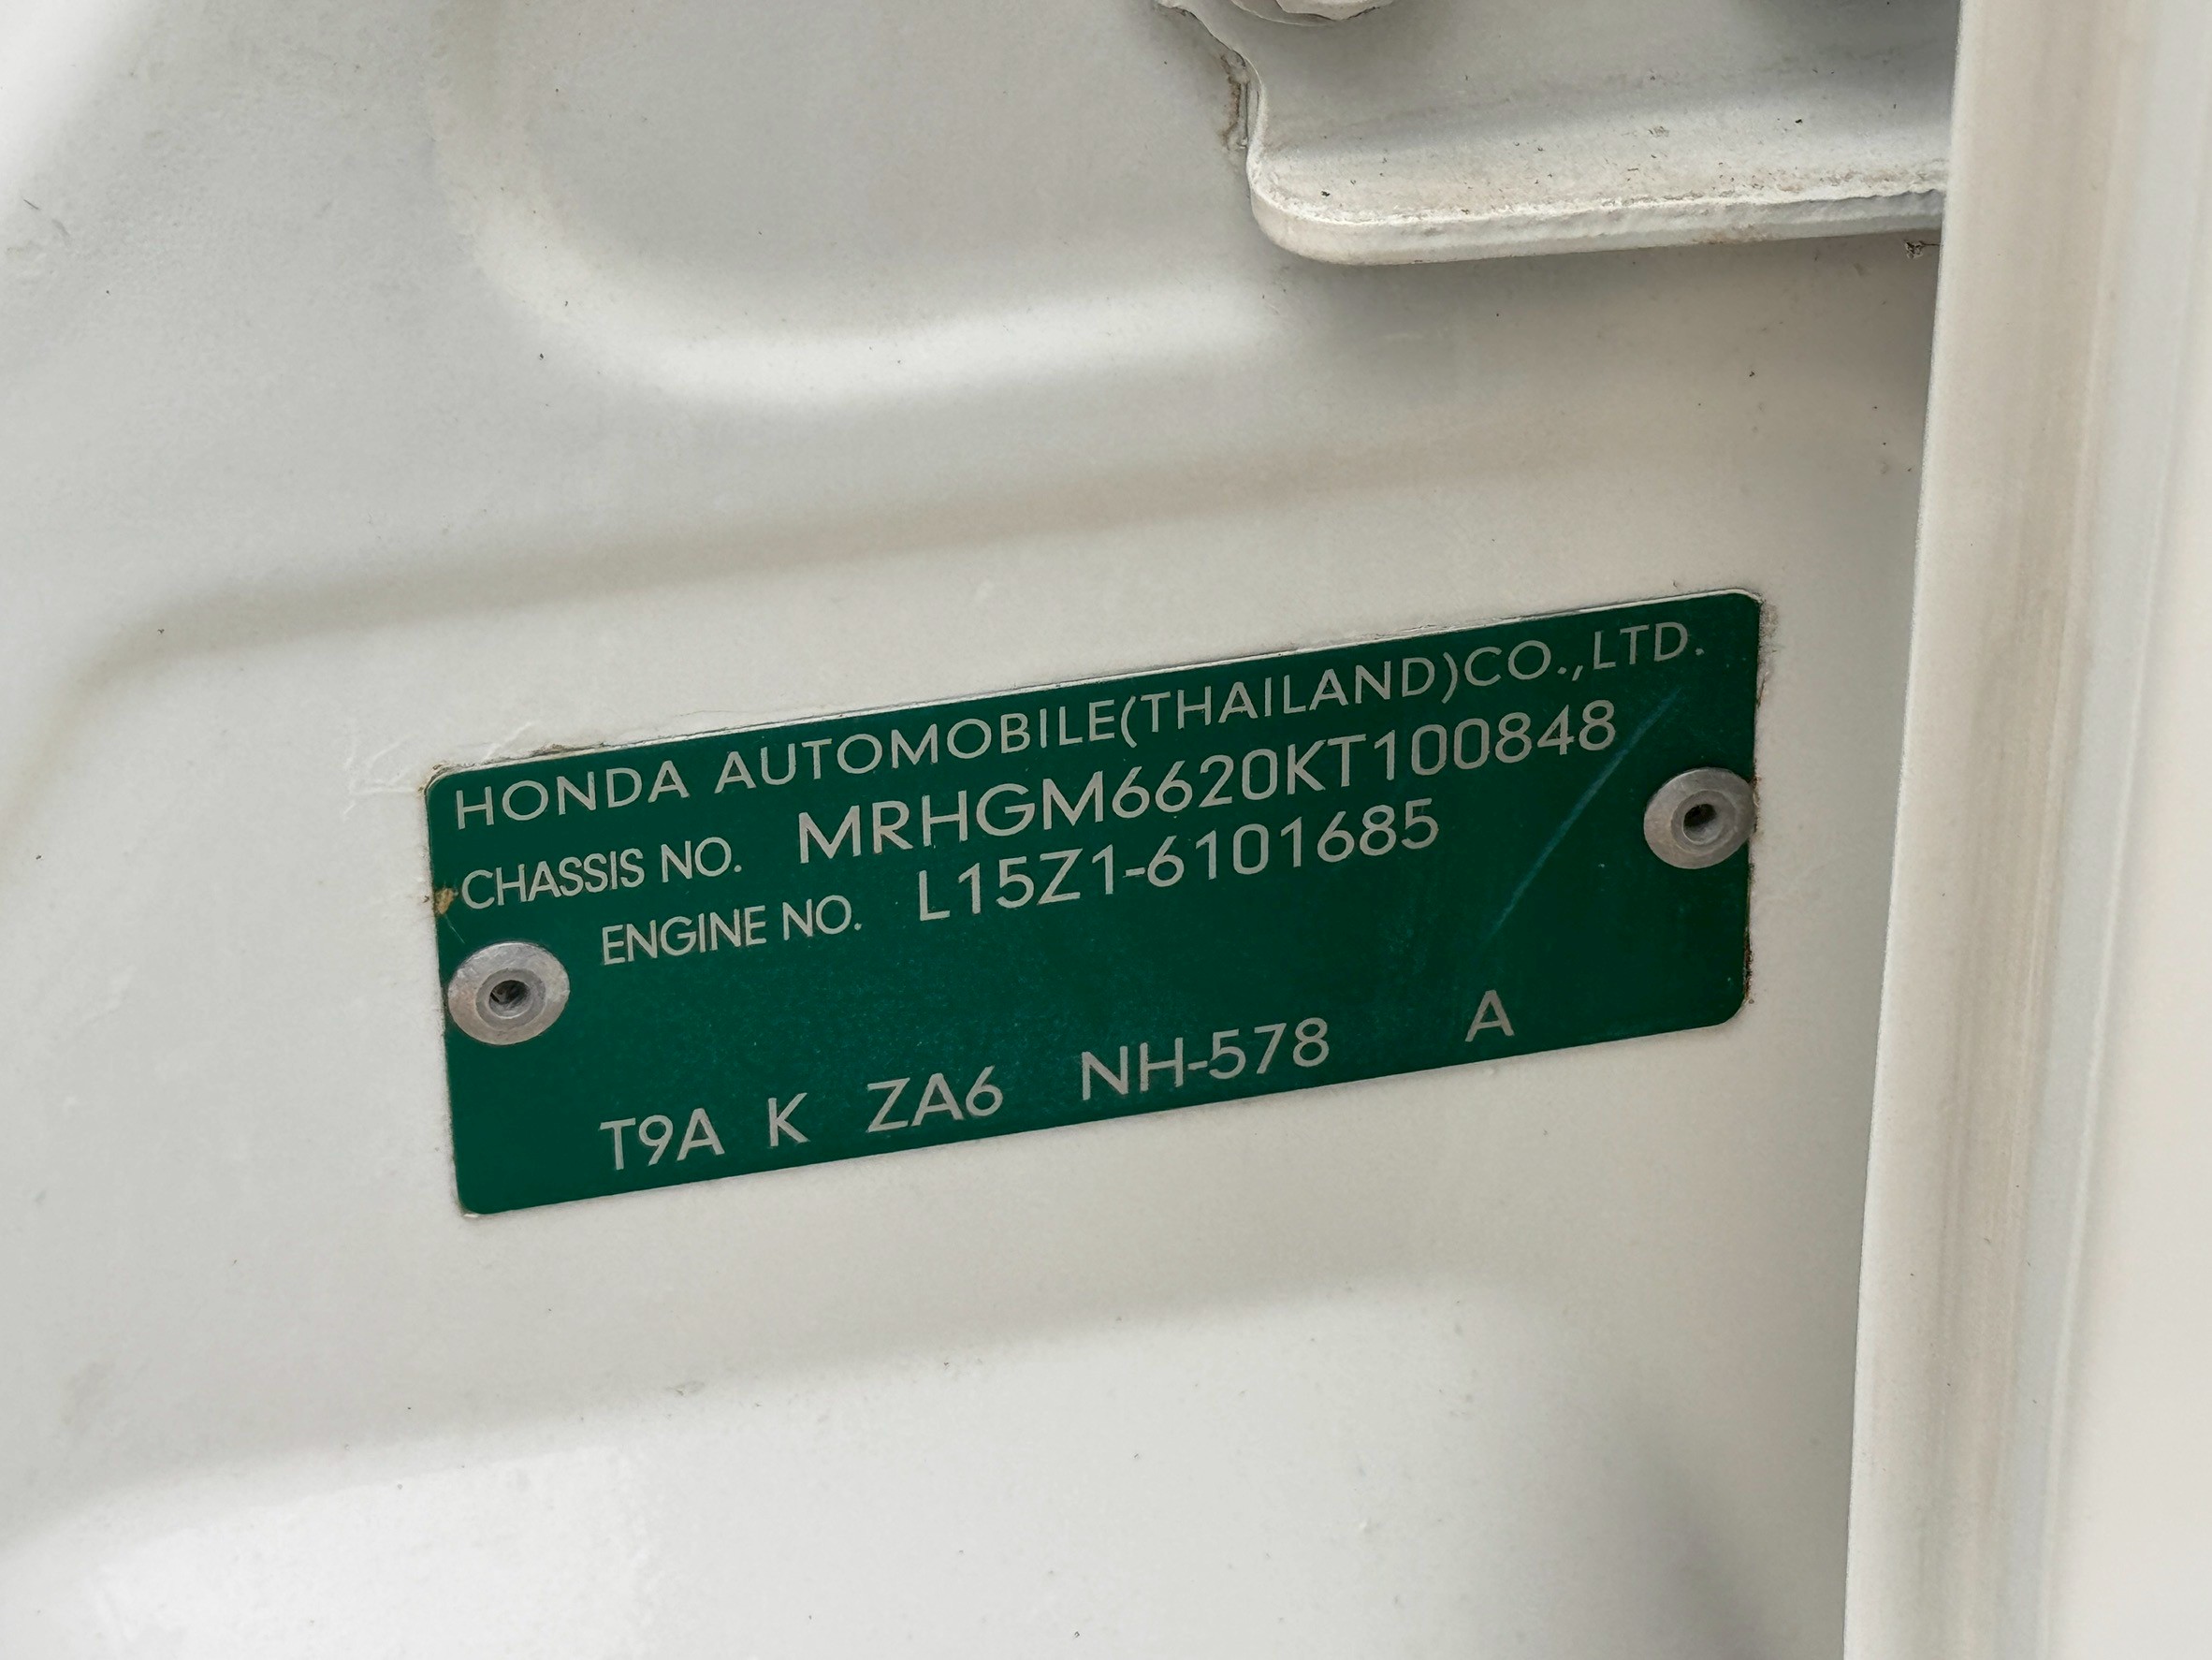 HONDA AUTOMOBILE(THAILAND)CO.,LTD.
CHASSIS NO. MRHGM6620KT100848
ENGINE NO. L15Z1-6101685
T9A K ZA6 NH-578 A